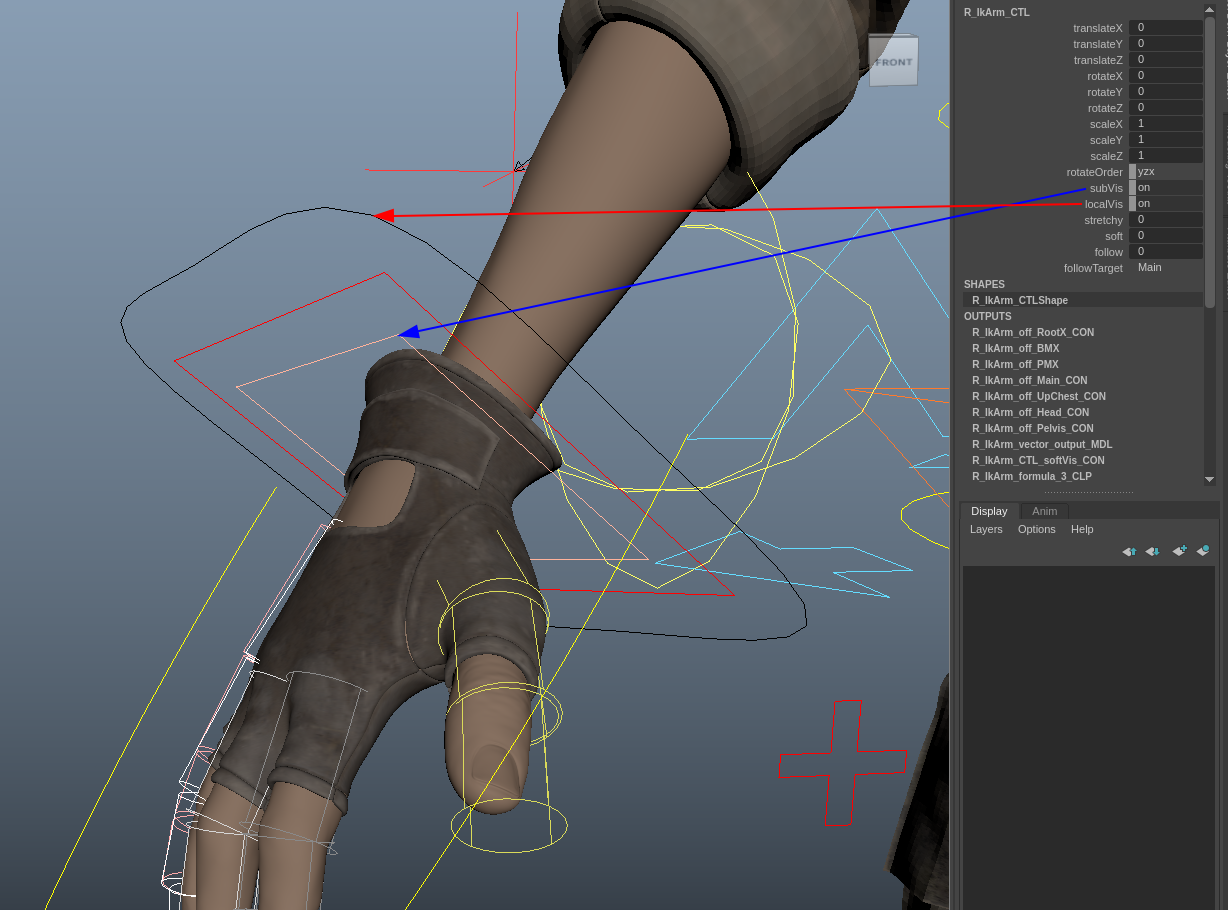 FRONT
R_IkArm_CTL
translateX 0
translateY 0
translateZ 0
rotateX 0
rotateY 0
rotateZ 0
scaleX 1
scaleY 1
scaleZ 1
rotateOrder yzx
subVis on
localVis on
stretchy 0
soft 0
follow 0
followTarget Main
SHAPES
R_IkArm_CTLShape
OUTPUTS
R_IkArm_off_RootX_CON
R_IkArm_off_BMX
R_IkArm_off_PMX
R_IkArm_off_Main_CON
R_IkArm_off_UpChest_CON
R_IkArm_off_Head_CON
R_IkArm_off_Pelvis_CON
R_IkArm_vector_output_MDL
R_IkArm_CTL_softVis_CON
R_IkArm_formula_3_CLP
Display Anim
Layers Options Help